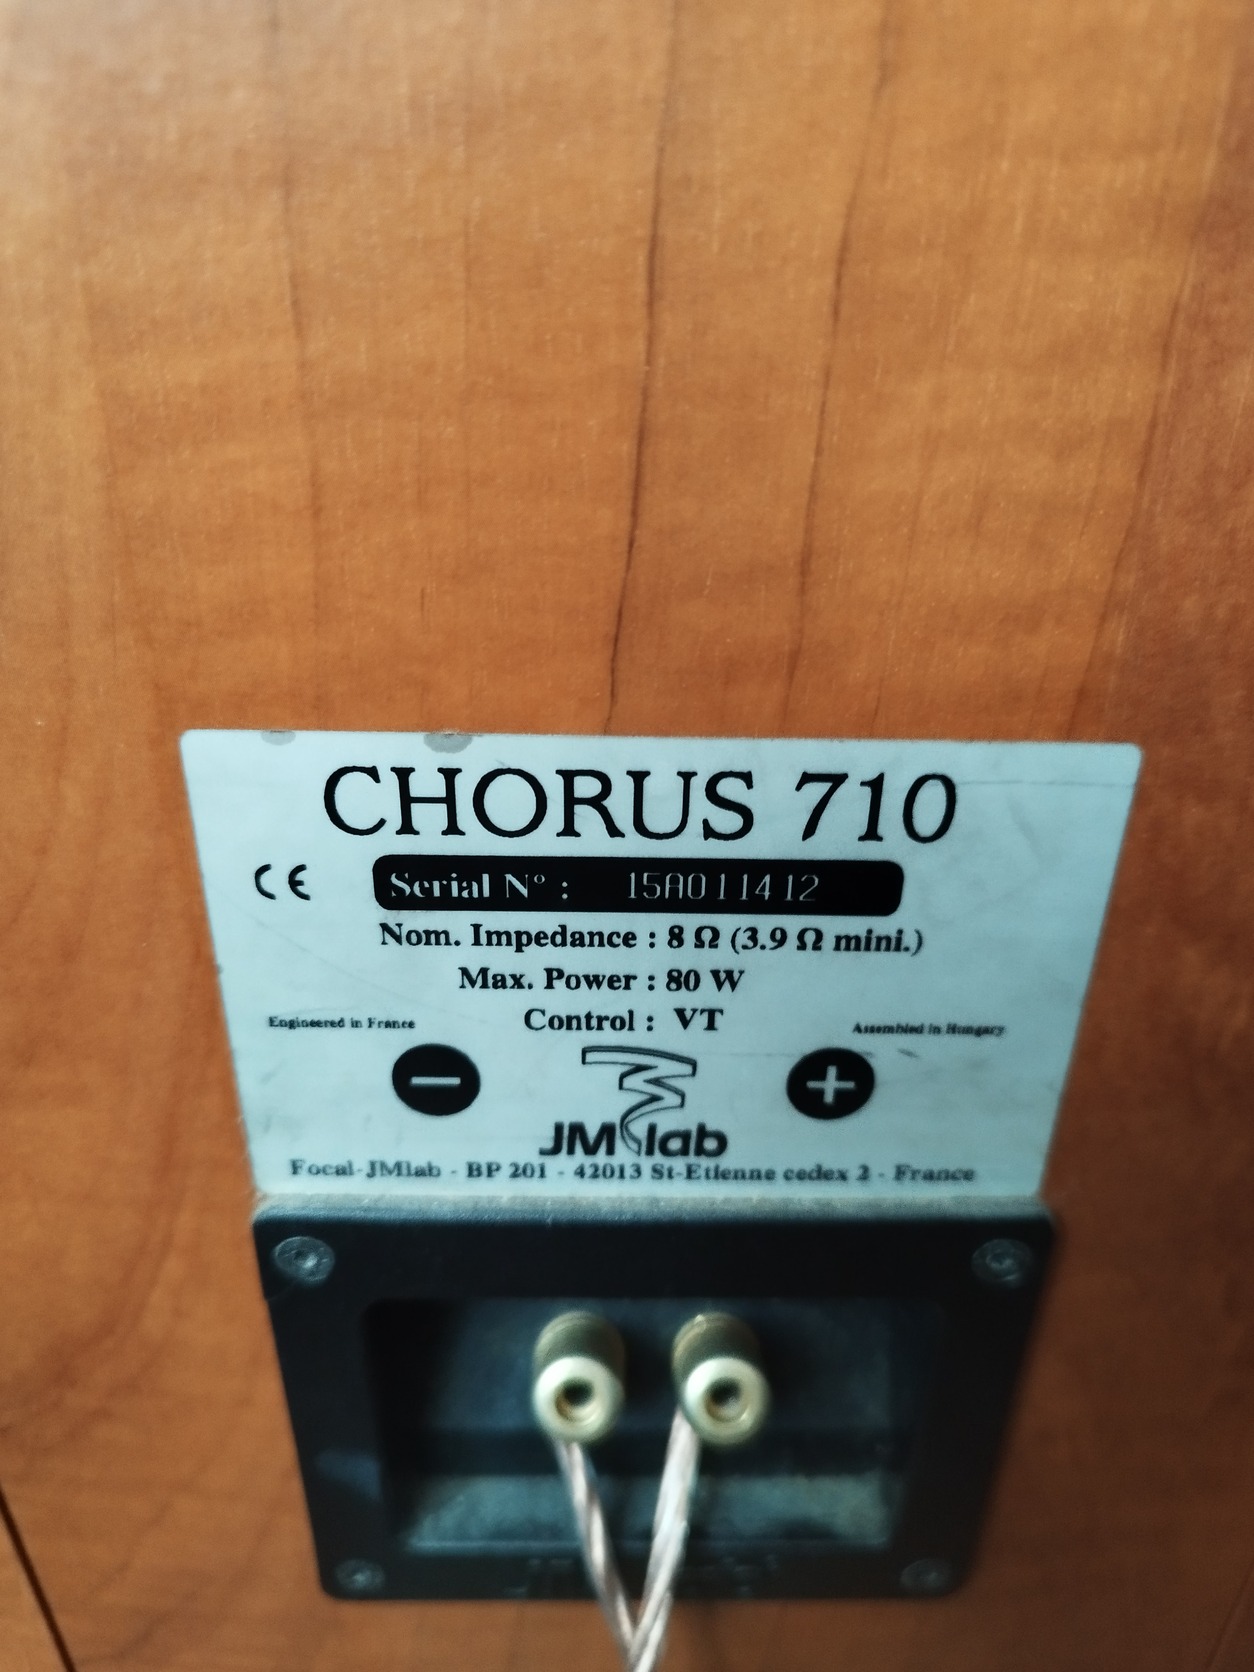 CHORUS 710
CE Serial N° : 15A011412
Nom. Impedance : 8 Ω (3.9 Ω mini.)
Max. Power : 80 W
Engineered in France Control : VT Assembled in Hungary
− +
JMlab
Focal-JMlab - BP 201 - 42013 St-Etienne cedex 2 - France